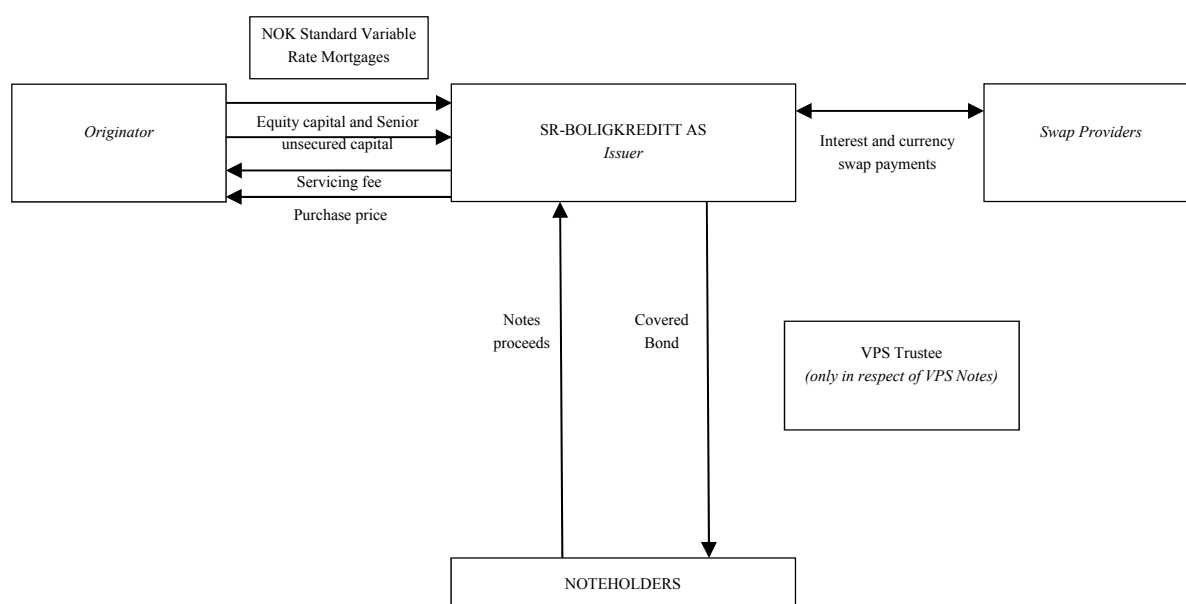 NOK Standard Variable
Rate Mortgages
Originator
Equity capital and Senior
unsecured capital
Servicing fee
Purchase price
SR-BOLIGKREDITT AS
Issuer
Interest and currency
swap payments
Swap Providers
Notes
proceeds
Covered
Bond
VPS Trustee
(only in respect of VPS Notes)
NOTEHOLDERS